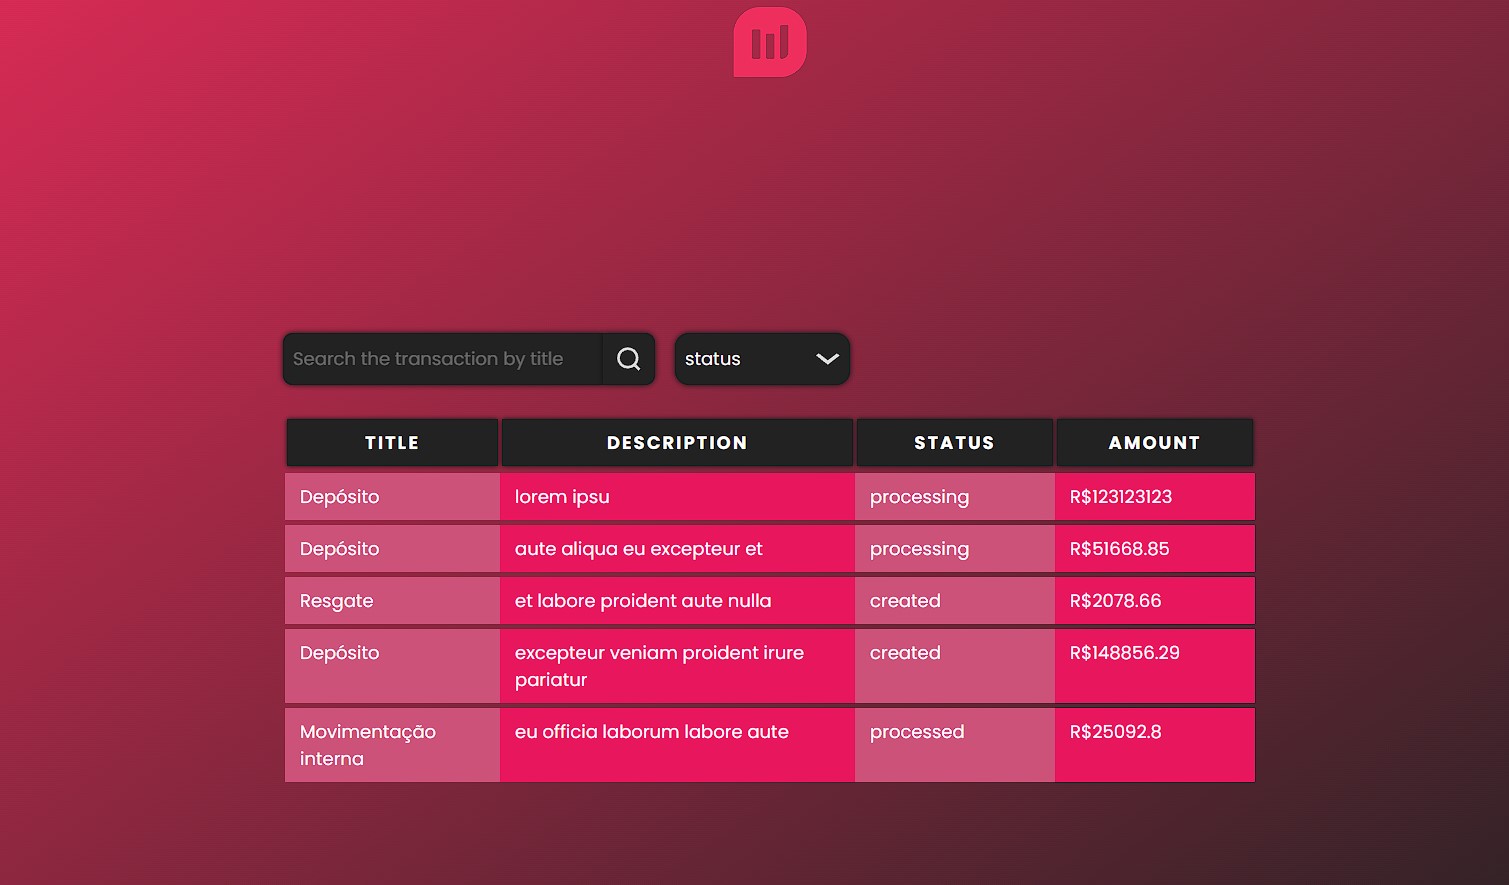 Search the transaction by title
status
TITLE DESCRIPTION STATUS AMOUNT
Depósito lorem ipsu processing R$123123123
Depósito aute aliqua eu excepteur et processing R$51668.85
Resgate et labore proident aute nulla created R$2078.66
Depósito excepteur veniam proident irure created R$148856.29
pariatur
Movimentação eu officia laborum labore aute processed R$25092.8
interna